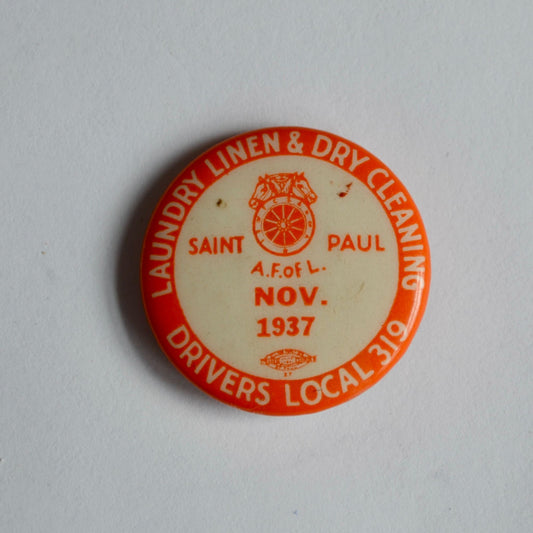 LAUNDRY LINEN & DRY CLEANING
SAINT PAUL
A.F. of L.
NOV.
1937
DRIVERS LOCAL 319